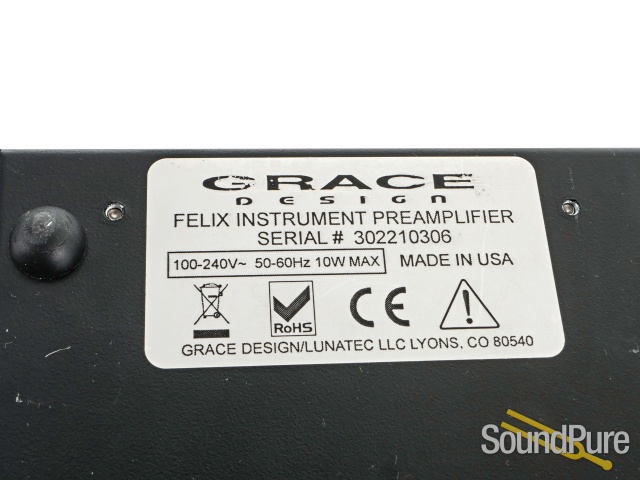 GRACE
DESIGN
FELIX INSTRUMENT PREAMPLIFIER
SERIAL # 302210306
100-240V~ 50-60Hz 10W MAX MADE IN USA
RoHS CE
GRACE DESIGN/LUNATEC LLC LYONS, CO 80540
SoundPure